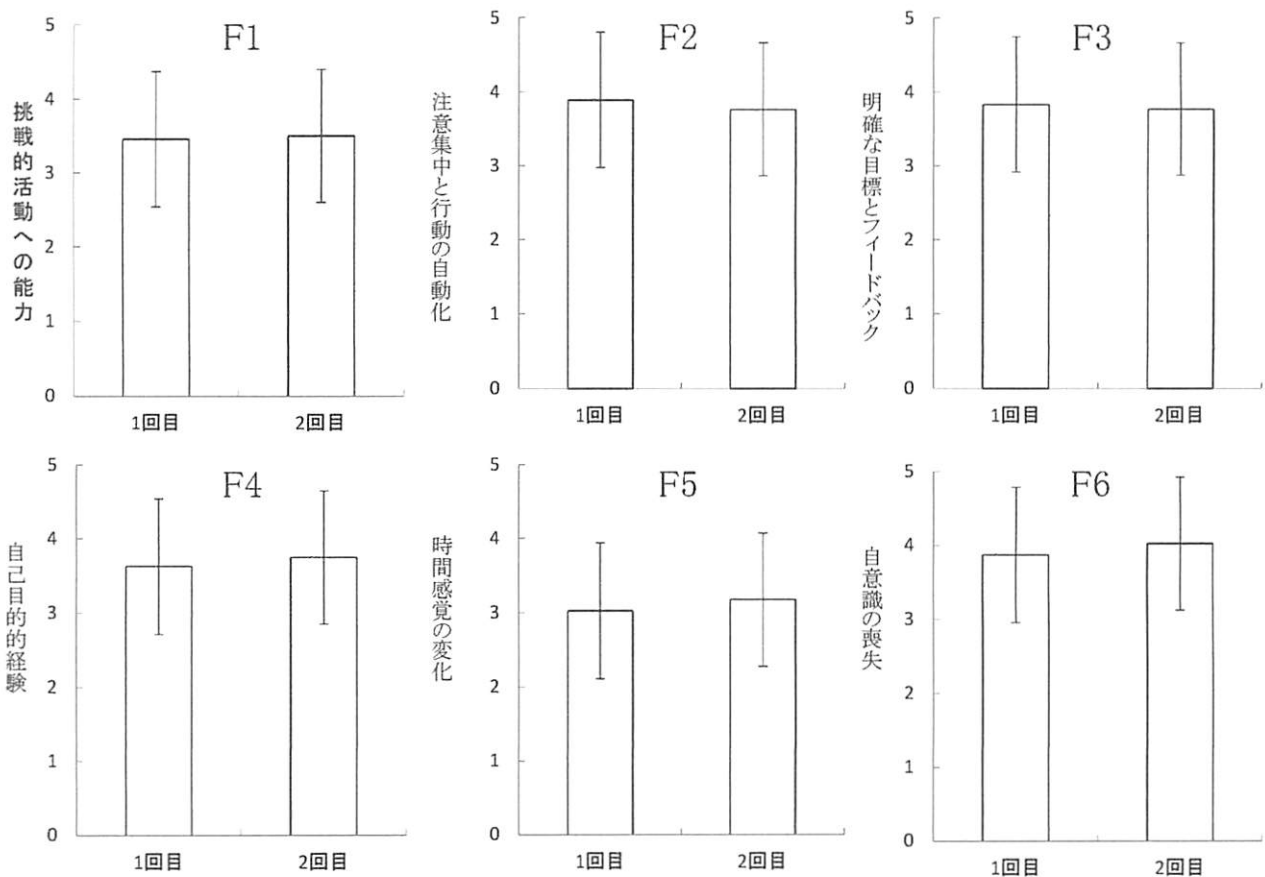 F1
挑戦的活動への能力
5
4
3
2
1
0
1回目
2回目
F2
注意集中と行動の自動化
5
4
3
2
1
0
1回目
2回目
F3
明確な目標とフィードバック
5
4
3
2
1
0
1回目
2回目
F4
自己目的的経験
5
4
3
2
1
0
1回目
2回目
F5
時間感覚の変化
5
4
3
2
1
0
1回目
2回目
F6
自意識の喪失
5
4
3
2
1
0
1回目
2回目